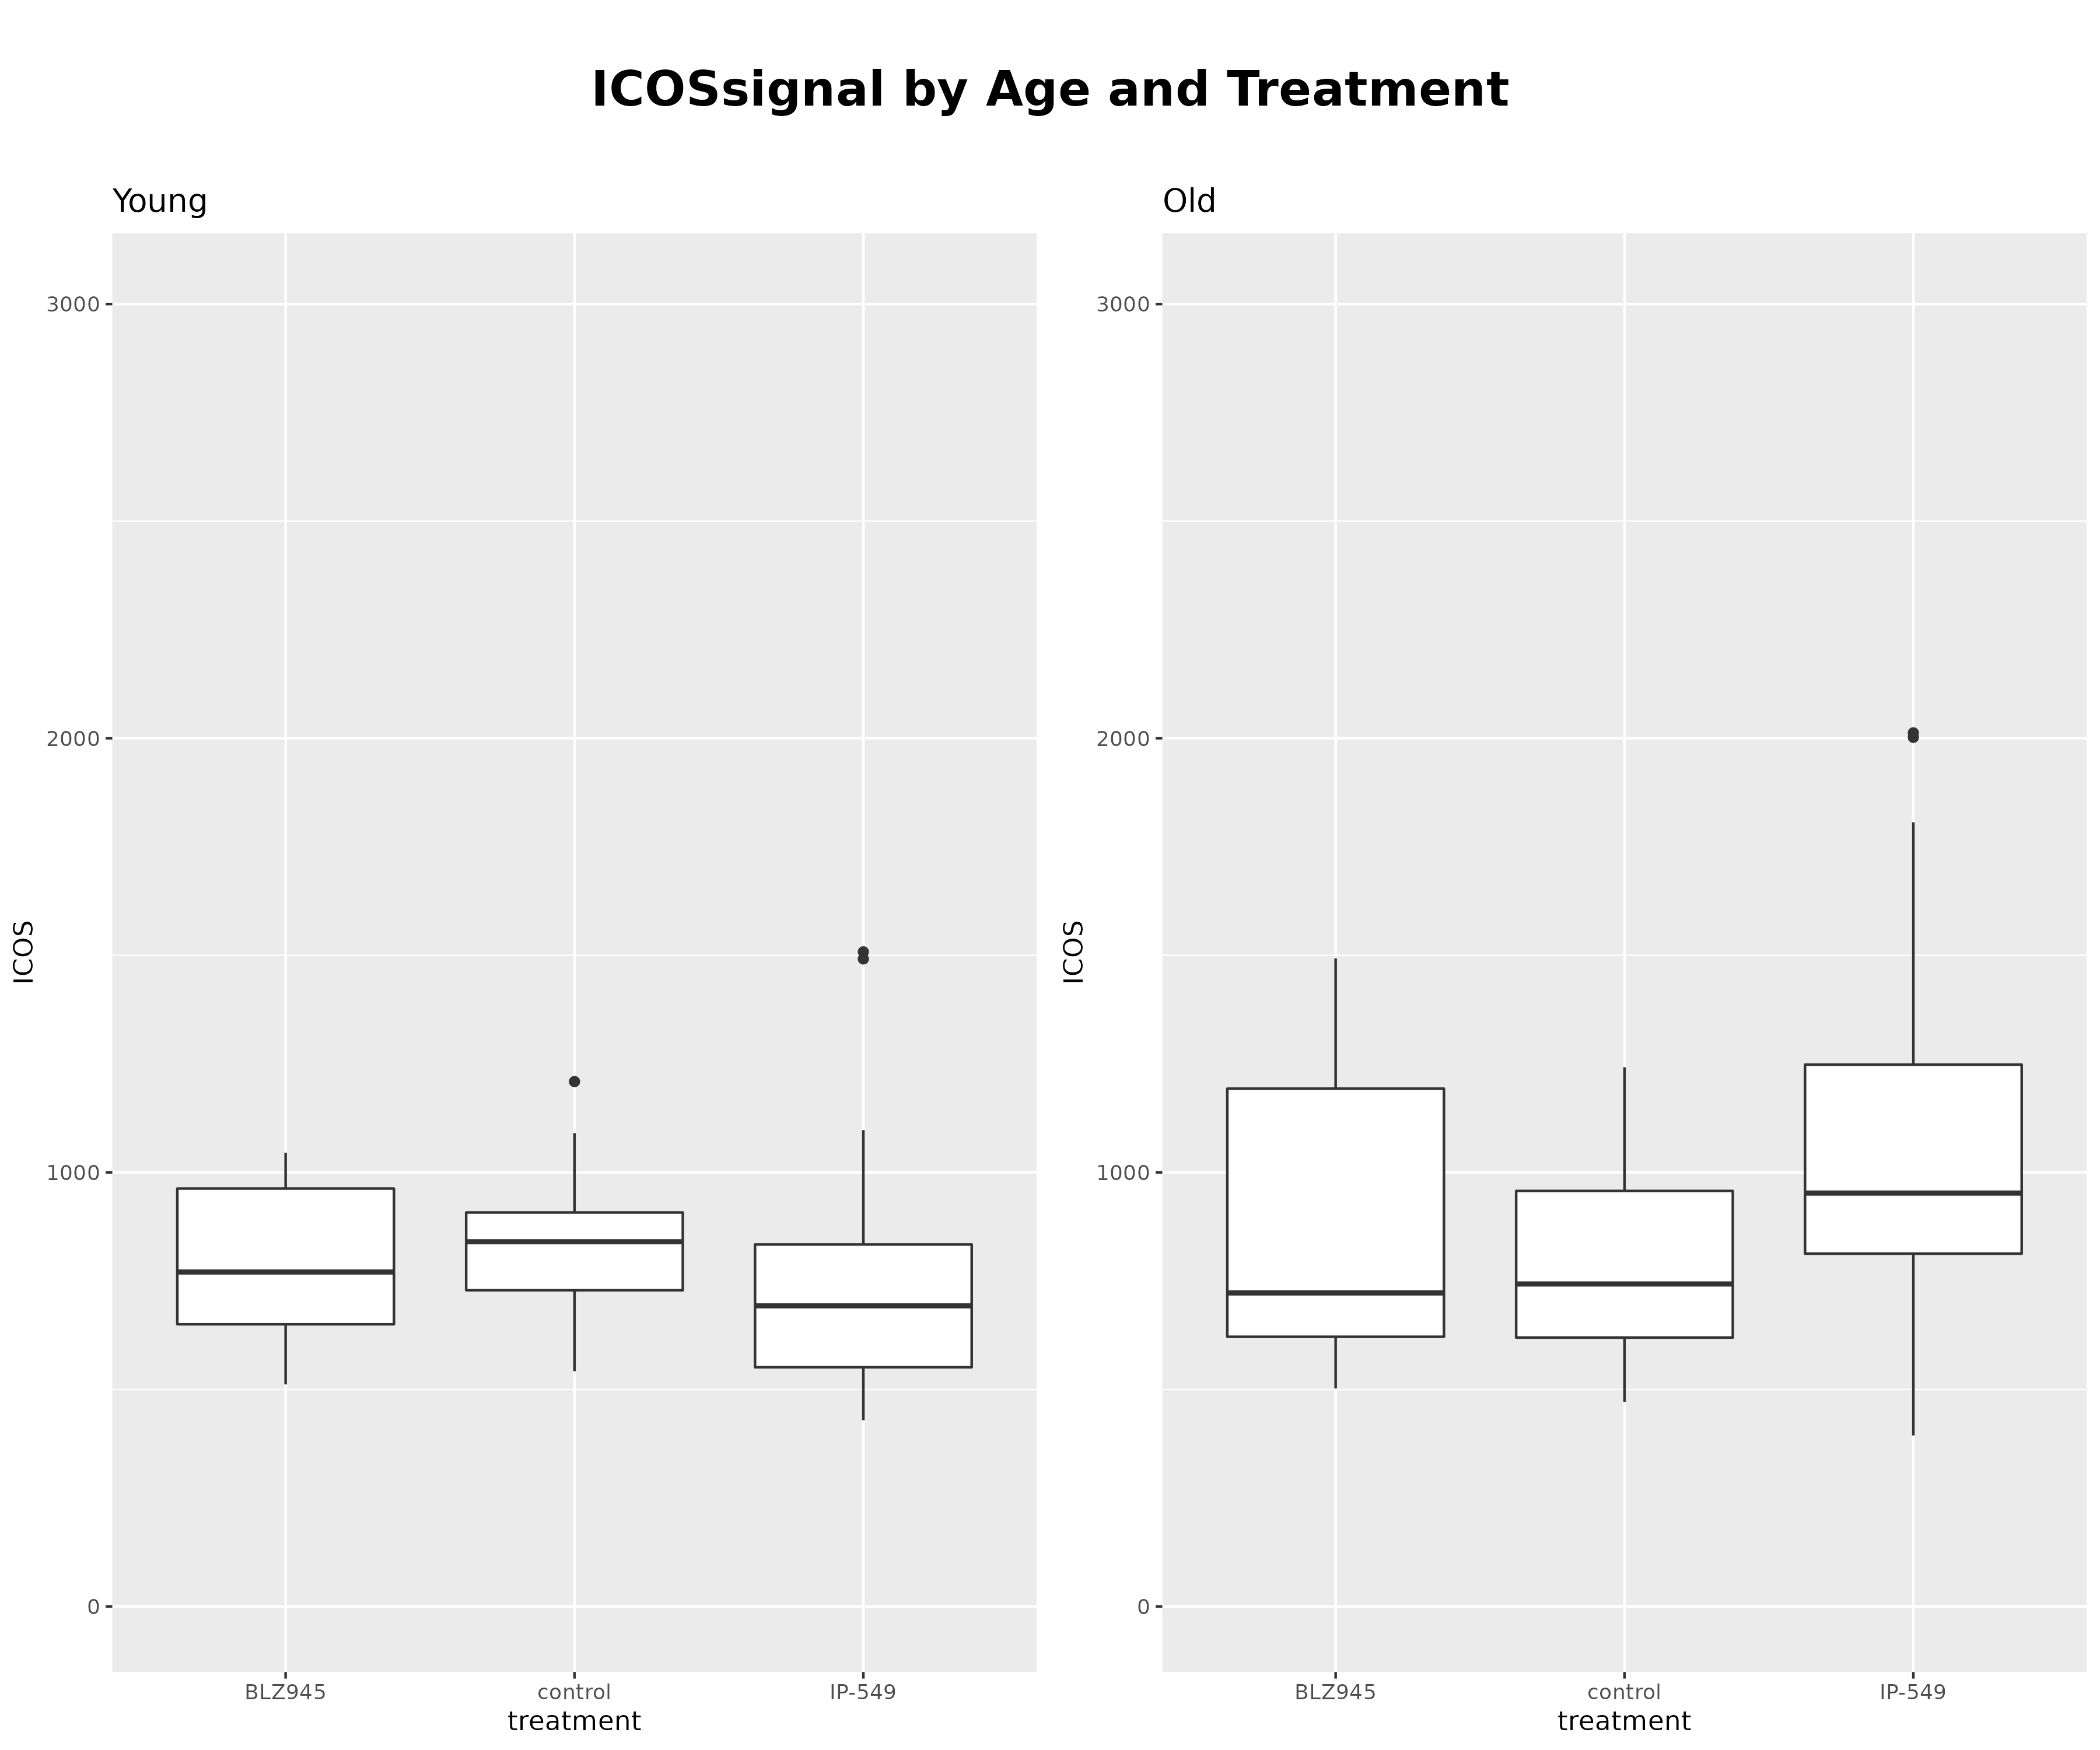 ICOSsignal by Age and Treatment
Young
3000
2000
1000
0
ICOS
BLZ945
control
IP-549
treatment
Old
3000
2000
1000
0
ICOS
BLZ945
control
IP-549
treatment